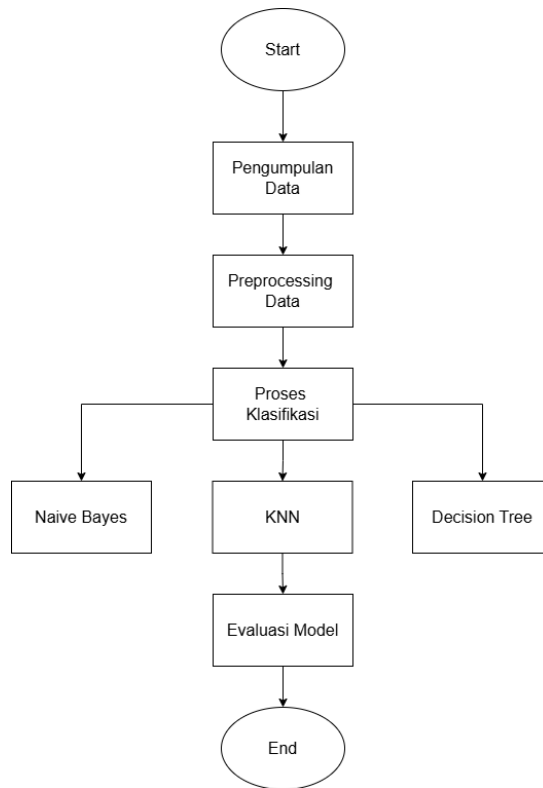 Start
Pengumpulan
Data
Preprocessing
Data
Proses
Klasifikasi
Naive Bayes
KNN
Decision Tree
Evaluasi Model
End